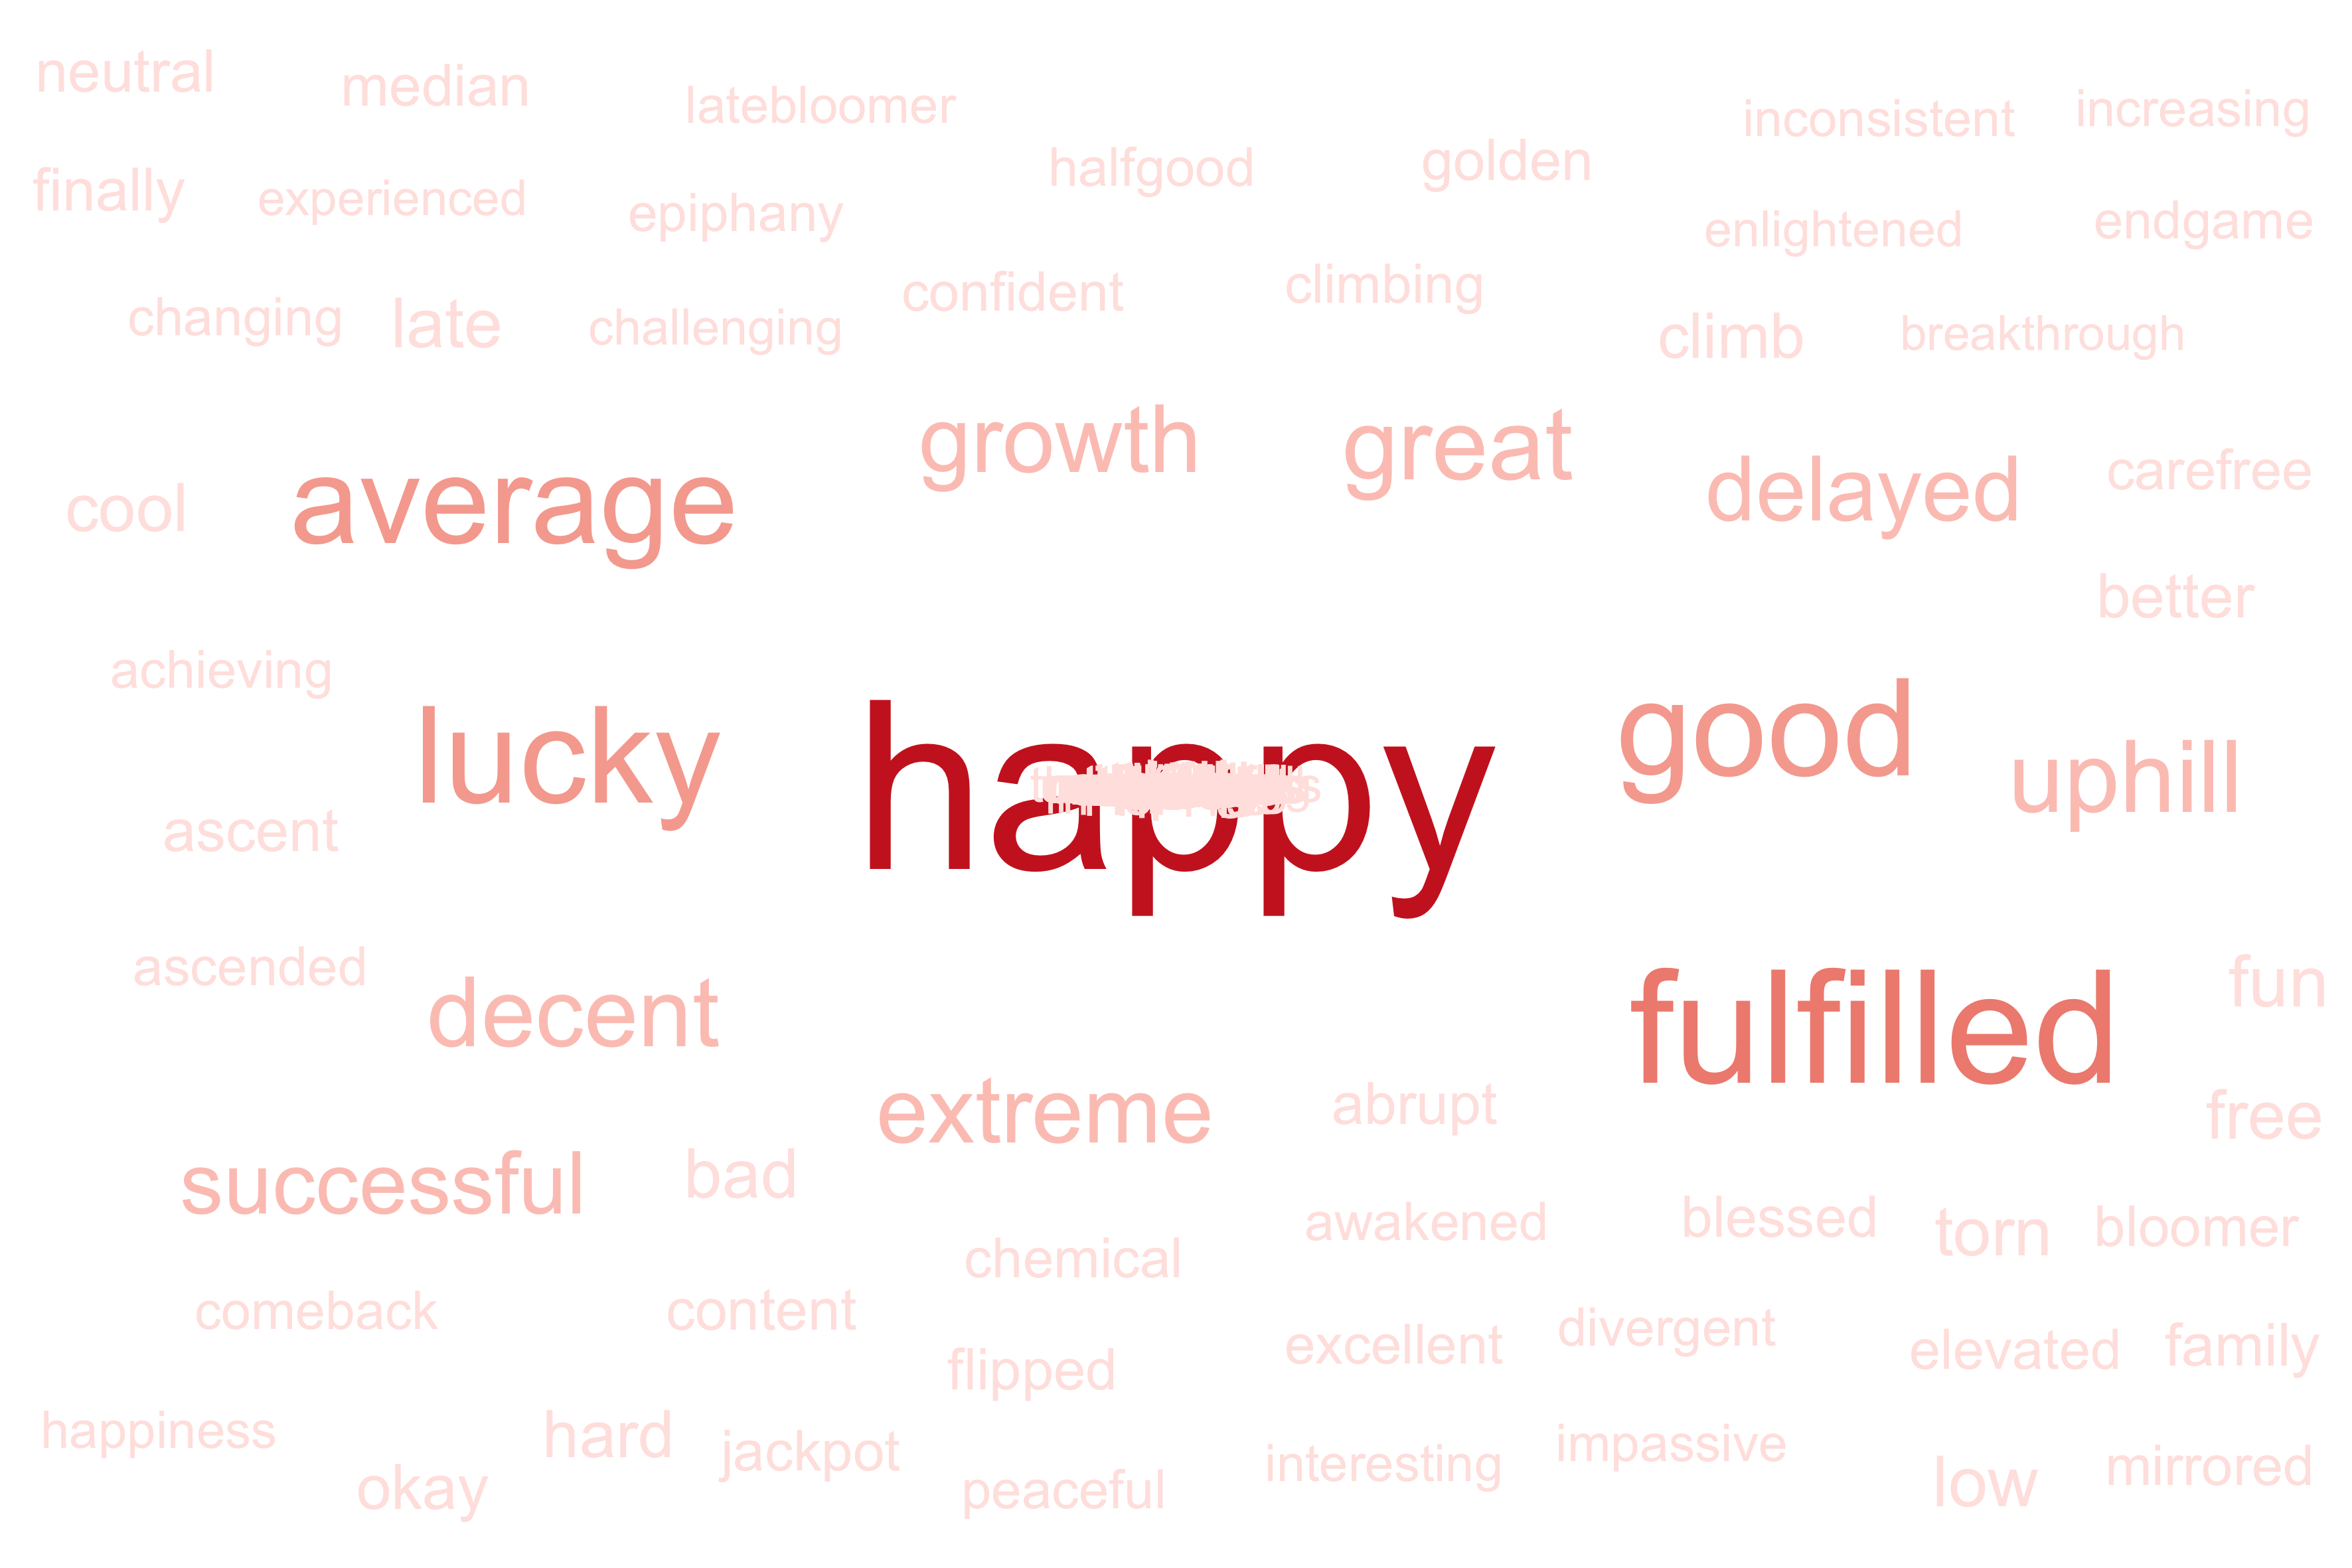 neutral
median
latebloomer
inconsistent
increasing
halfgood
golden
finally
experienced
epiphany
enlightened
endgame
changing
late
challenging
confident
climbing
climb
breakthrough
growth
great
average
delayed
carefree
cool
better
achieving
lucky
happy
good
uphill
ascent
ascended
decent
fulfilled
fun
extreme
abrupt
free
successful
bad
awakened
blessed
torn
bloomer
chemical
comeback
content
flipped
excellent
divergent
elevated
family
happiness
okay
hard
jackpot
peaceful
interesting
impassive
low
mirrored